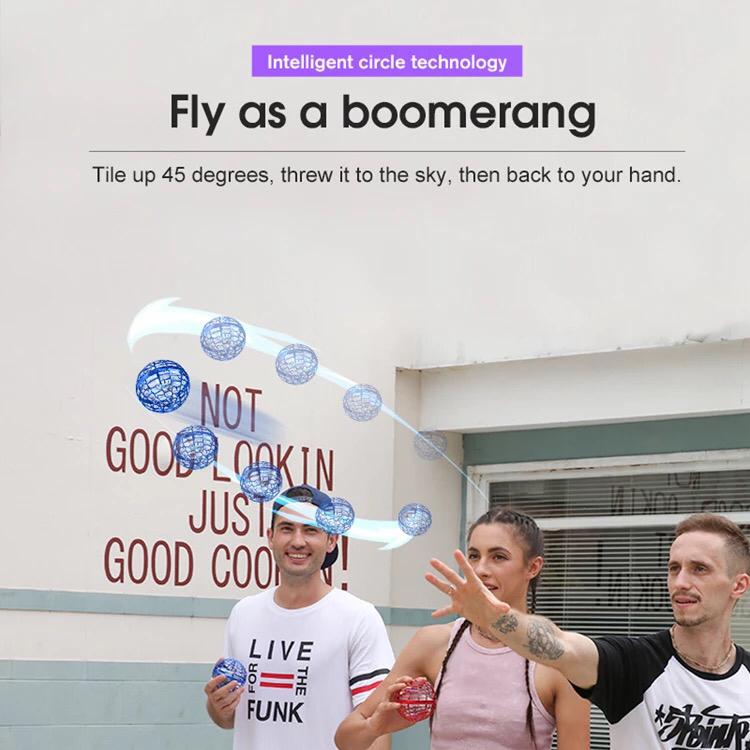 Intelligent circle technology
Fly as a boomerang
Tile up 45 degrees, threw it to the sky, then back to your hand.
NOT
GOOD LOOKIN
JUST
GOOD COOKIN!
LIVE
FOR THE
FUNK